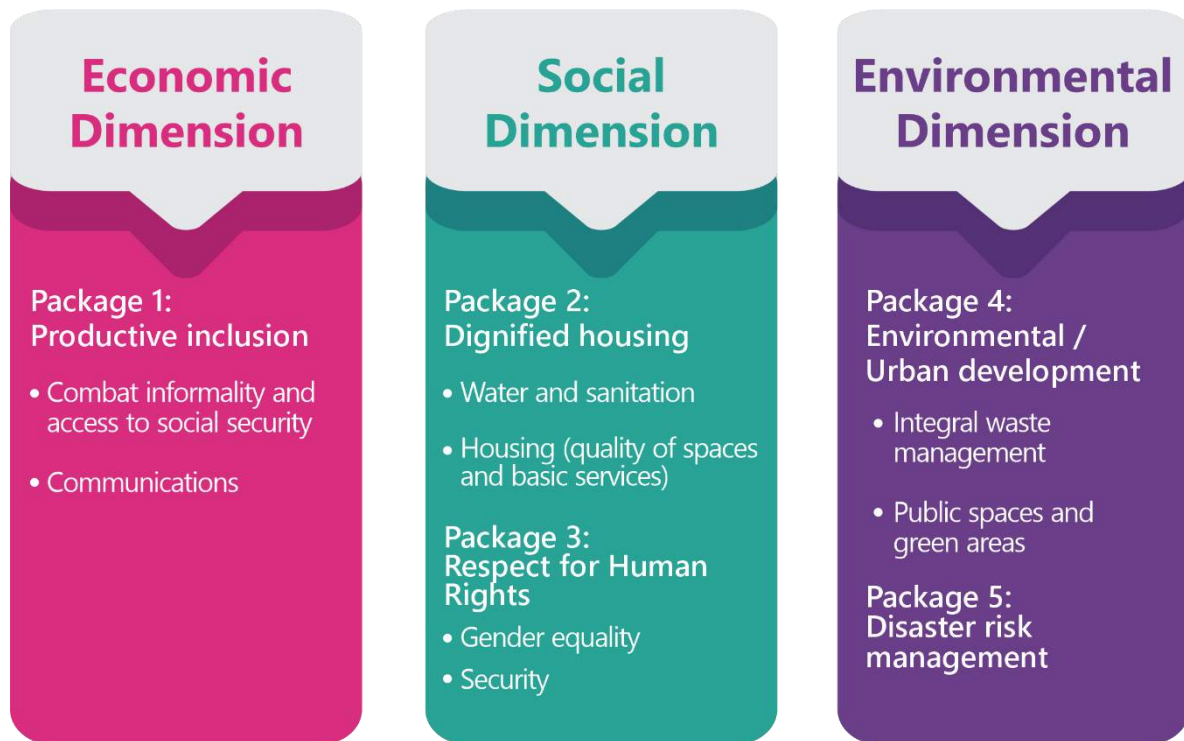 Economic
Dimension
Package 1:
Productive inclusion
• Combat informality and
access to social security
• Communications
Social
Dimension
Package 2:
Dignified housing
• Water and sanitation
• Housing (quality of spaces
and basic services)
Package 3:
Respect for Human
Rights
• Gender equality
• Security
Environmental
Dimension
Package 4:
Environmental /
Urban development
• Integral waste
management
• Public spaces and
green areas
Package 5:
Disaster risk
management